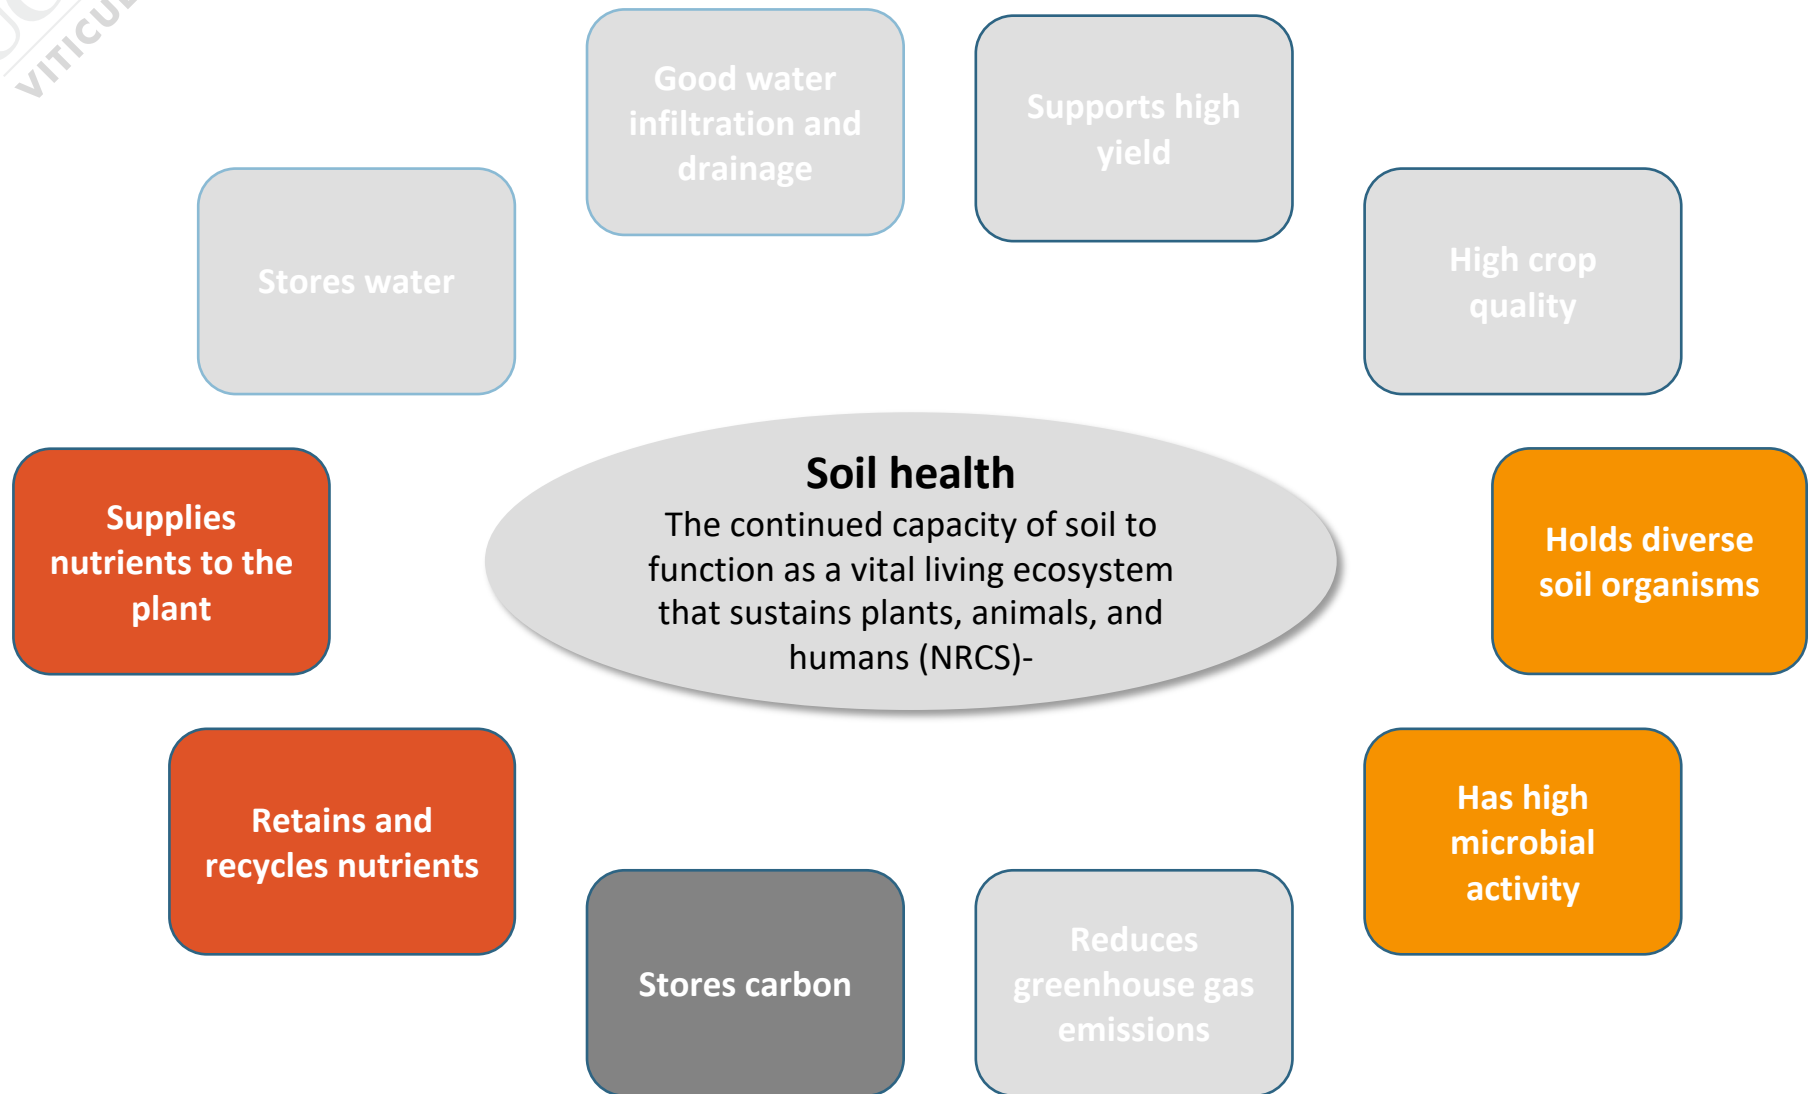 Good water
infiltration and
drainage
Supports high
yield
Stores water
High crop
quality
Soil health
The continued capacity of soil to
function as a vital living ecosystem
that sustains plants, animals, and
humans (NRCS)-
Supplies
nutrients to the
plant
Holds diverse
soil organisms
Retains and
recycles nutrients
Has high
microbial
activity
Stores carbon
Reduces
greenhouse gas
emissions